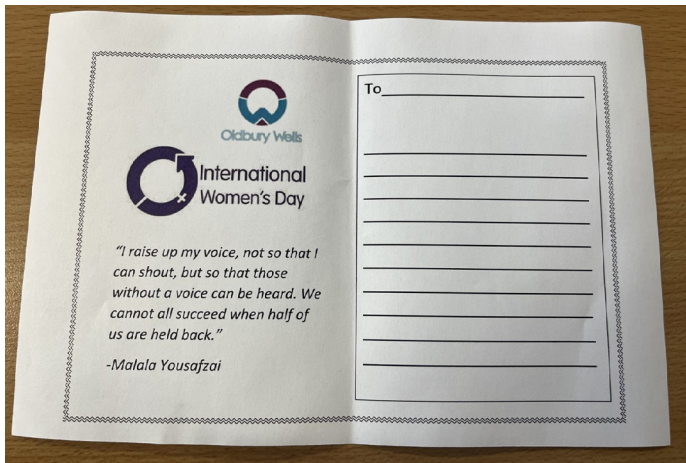 Oldbury Wells
International
Women's Day
“I raise up my voice, not so that I
can shout, but so that those
without a voice can be heard. We
cannot all succeed when half of
us are held back.”
-Malala Yousafzai
To